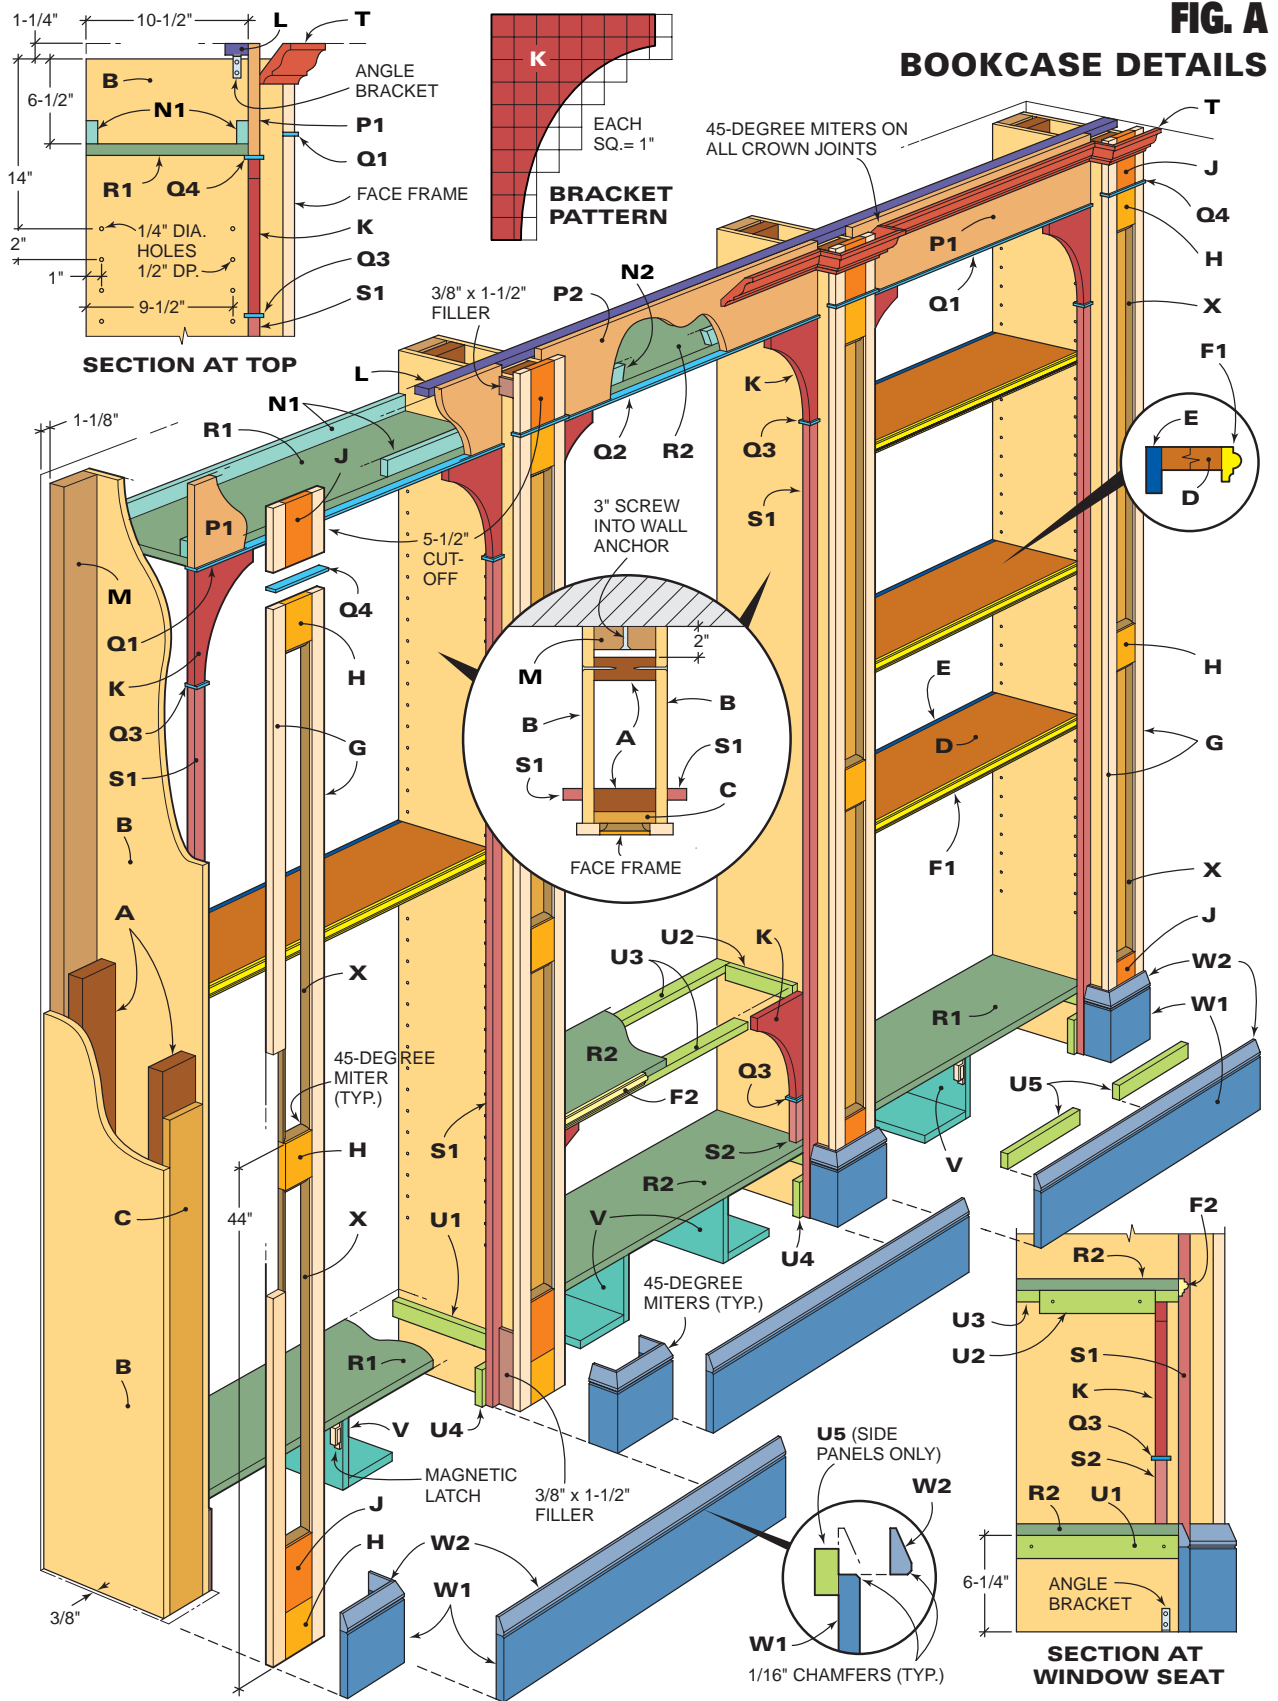 FIG. A
BOOKCASE DETAILS
1-1/4"
10-1/2"
L
T
B
ANGLE
BRACKET
6-1/2"
N1
P1
Q1
R1
Q4
FACE FRAME
14"
1/4" DIA.
HOLES
1/2" DP.
K
2"
Q3
1"
9-1/2"
S1
SECTION AT TOP
K
EACH
SQ.= 1"
BRACKET
PATTERN
45-DEGREE MITERS ON
ALL CROWN JOINTS
T
J
Q4
H
X
F1
P1
Q1
N2
P2
3/8" x 1-1/2"
FILLER
L
R2
K
Q2
R2
Q3
S1
N1
R1
J
1-1/8"
P1
5-1/2"
CUT-
OFF
3" SCREW
INTO WALL
ANCHOR
E
D
M
Q1
K
Q3
S1
B
A
Q4
H
G
2"
M
B
B
A
S1
S1
C
FACE FRAME
E
D
F1
H
G
X
J
W2
W1
U2
K
U3
R1
R2
F2
Q3
S2
R2
V
U5
X
45-DEGREE
MITER
(TYP.)
H
S1
44"
X
C
U1
V
U4
B
R1
45-DEGREE
MITERS (TYP.)
V
U4
MAGNETIC
LATCH
3/8" x 1-1/2"
FILLER
J
H
W2
W1
3/8"
U5 (SIDE
PANELS ONLY)
W2
W1
1/16" CHAMFERS (TYP.)
F2
R2
U3
U2
S1
K
Q3
S2
R2
U1
6-1/4"
ANGLE
BRACKET
SECTION AT
WINDOW SEAT